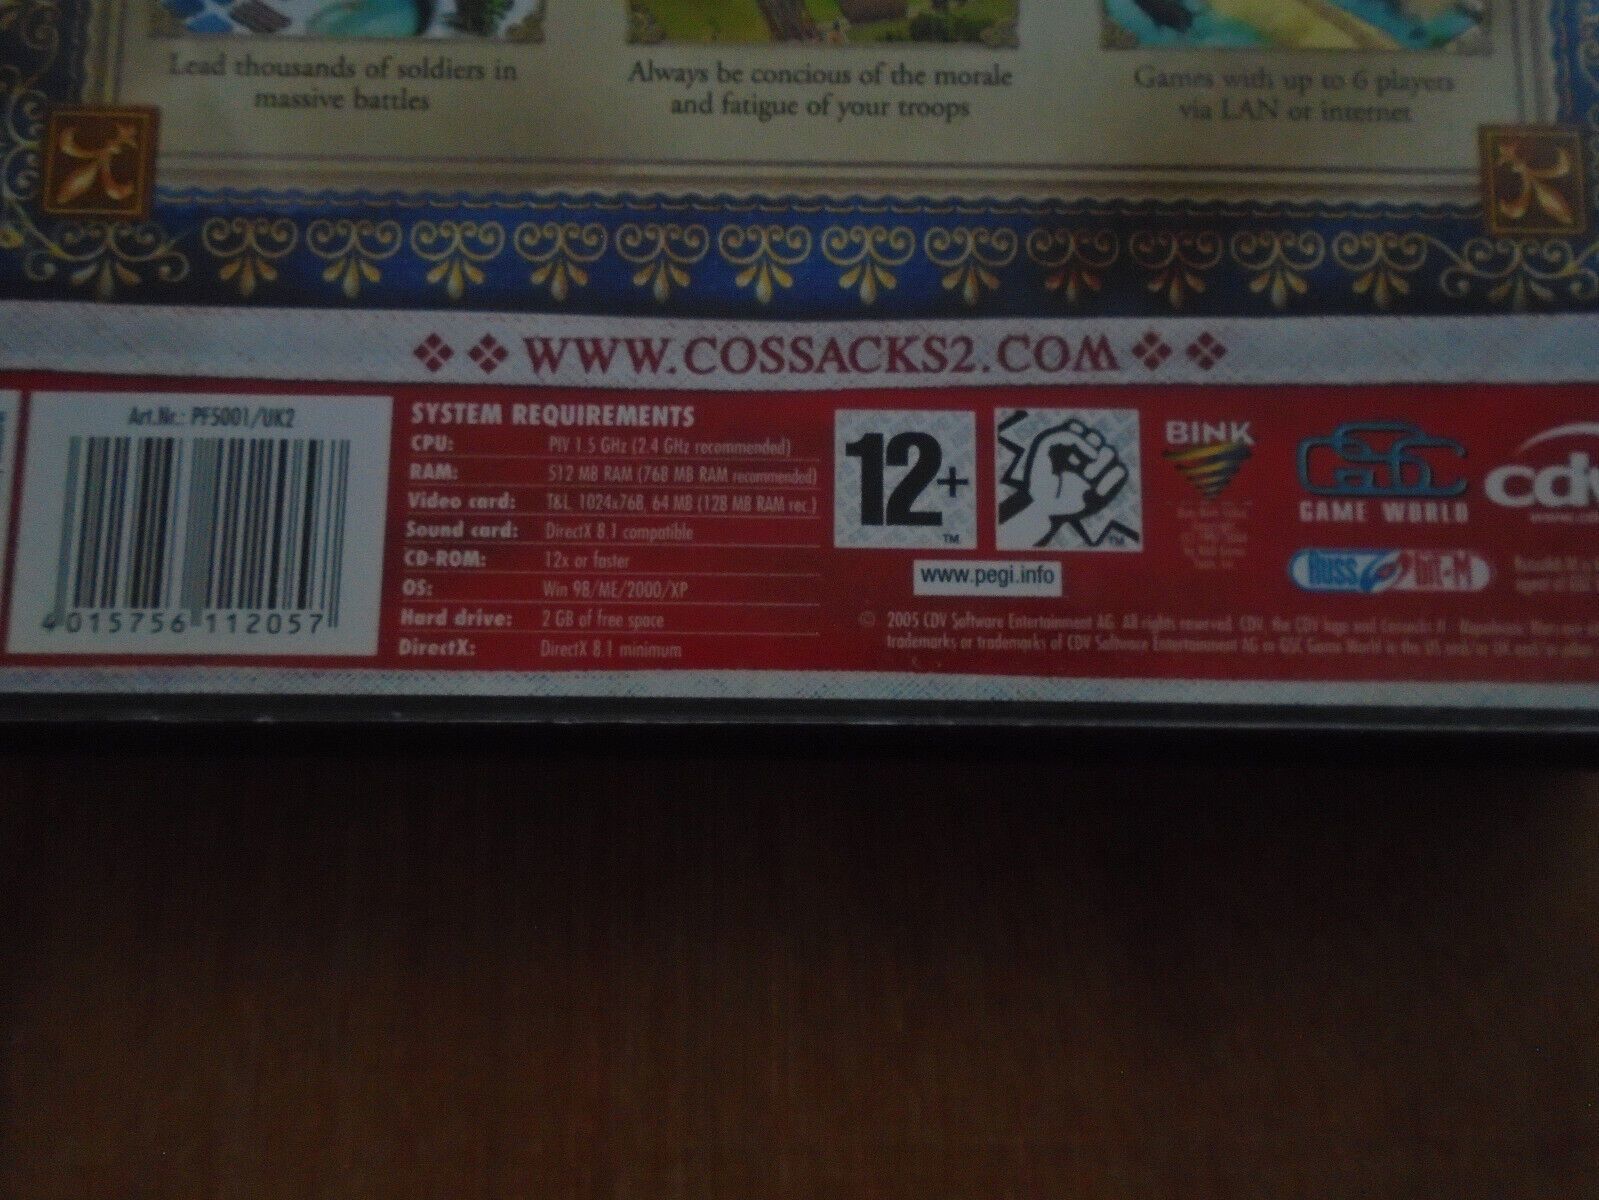 Lead thousands of soldiers in
massive battles
Always be concious of the morale
and fatigue of your troops
Games with up to 6 players
via LAN or internet
WWW.COSSACKS2.COM
Art.Nr.: PF5001/UK2
4 015756 112057
SYSTEM REQUIREMENTS
CPU: PIV 1.5 GHz (2.4 GHz recommended)
RAM: 512 MB RAM (768 MB RAM recommended)
Video card: T&L, 1024x768, 64 MB (128 MB RAM rec.)
Sound card: DirectX 8.1 compatible
CD-ROM: 12x or faster
OS: Win 98/ME/2000/XP
Hard drive: 2 GB of free space
DirectX: DirectX 8.1 minimum
12+
TM
TM
www.pegi.info
BINK
GSC
GAME WORLD
cdv
Russobit-M
© 2005 CDV Software Entertainment AG. All rights reserved. CDV, the CDV logo and Cossacks II
trademarks or trademarks of CDV Software Entertainment AG or GSC Game World in the US and/or UK and/or other